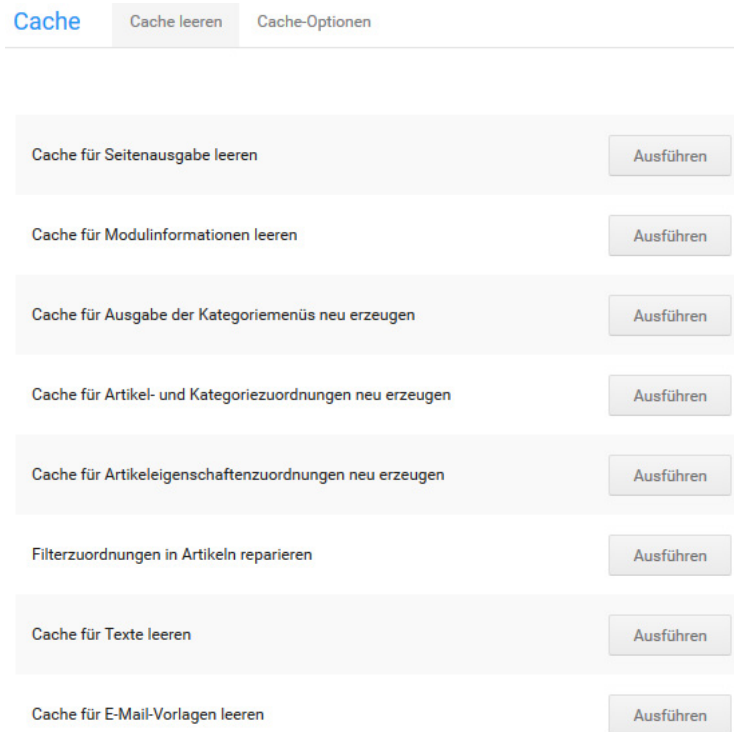 Cache Cache leeren Cache-Optionen
Cache für Seitenausgabe leeren Ausführen
Cache für Modulinformationen leeren Ausführen
Cache für Ausgabe der Kategoriemenüs neu erzeugen Ausführen
Cache für Artikel- und Kategoriezuordnungen neu erzeugen Ausführen
Cache für Artikeleigenschaftenzuordnungen neu erzeugen Ausführen
Filterzuordnungen in Artikeln reparieren Ausführen
Cache für Texte leeren Ausführen
Cache für E-Mail-Vorlagen leeren Ausführen